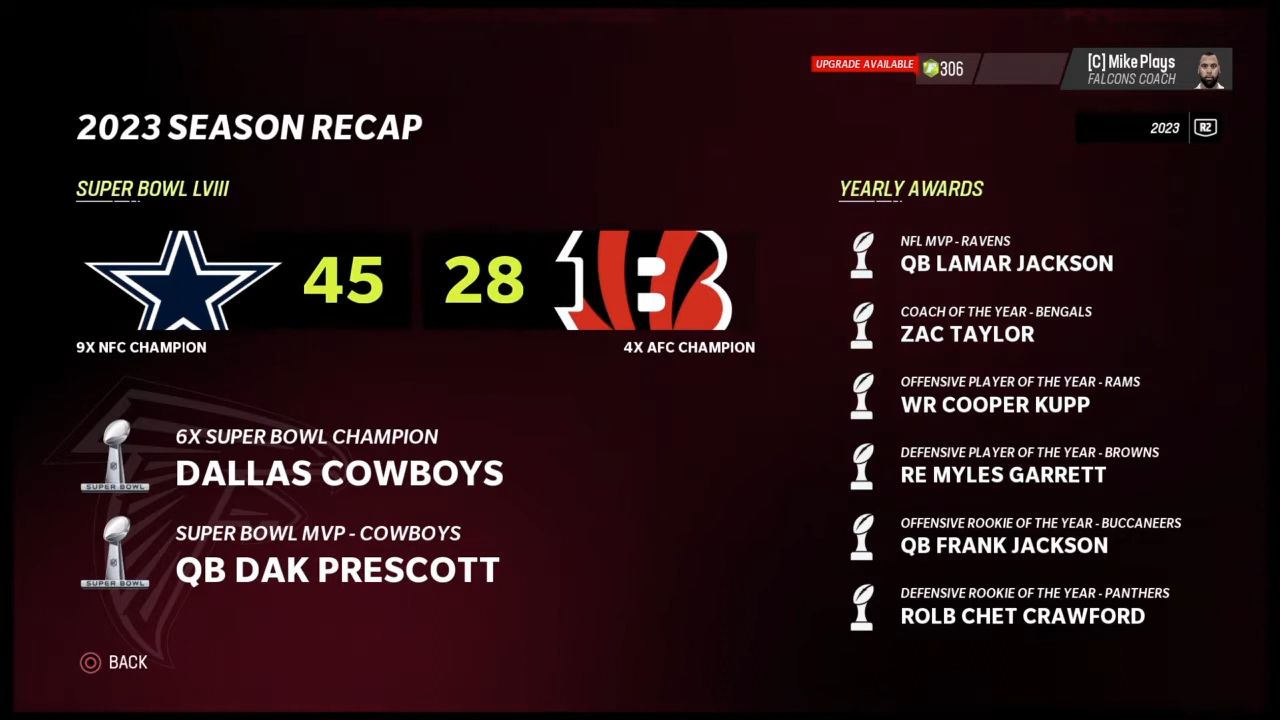 UPGRADE AVAILABLE
306
[C] Mike Plays
FALCONS COACH
2023 SEASON RECAP
2023
R2
SUPER BOWL LVIII
45
28
9X NFC CHAMPION
4X AFC CHAMPION
SUPER BOWL
6X SUPER BOWL CHAMPION
DALLAS COWBOYS
SUPER BOWL
SUPER BOWL MVP - COWBOYS
QB DAK PRESCOTT
BACK
YEARLY AWARDS
NFL MVP - RAVENS
QB LAMAR JACKSON
COACH OF THE YEAR - BENGALS
ZAC TAYLOR
OFFENSIVE PLAYER OF THE YEAR - RAMS
WR COOPER KUPP
DEFENSIVE PLAYER OF THE YEAR - BROWNS
RE MYLES GARRETT
OFFENSIVE ROOKIE OF THE YEAR - BUCCANEERS
QB FRANK JACKSON
DEFENSIVE ROOKIE OF THE YEAR - PANTHERS
ROLB CHET CRAWFORD